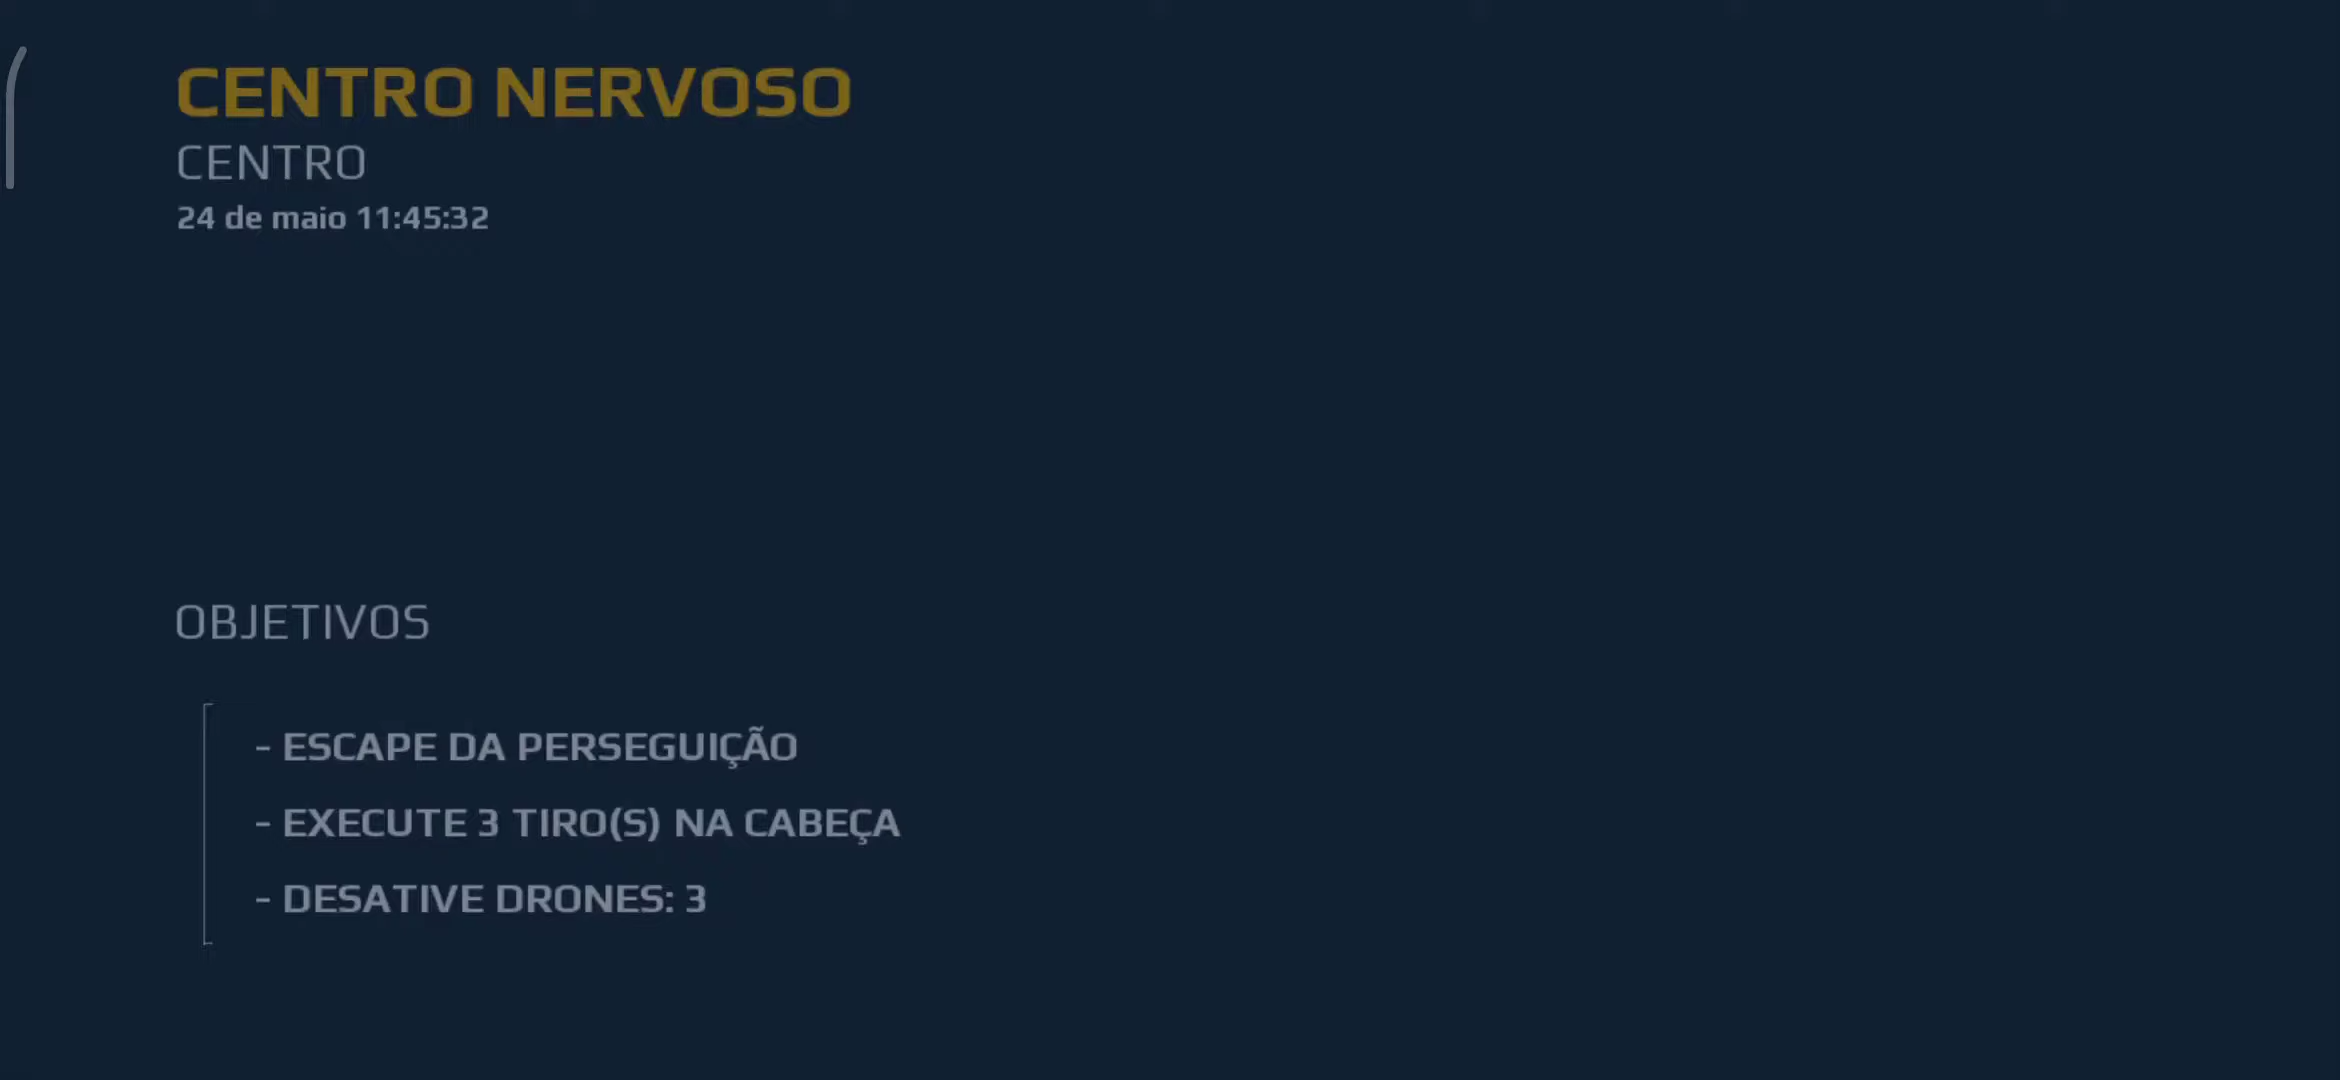 CENTRO NERVOSO
CENTRO
24 de maio 11:45:32
OBJETIVOS
- ESCAPE DA PERSEGUIÇÃO
- EXECUTE 3 TIRO(S) NA CABEÇA
- DESATIVE DRONES: 3